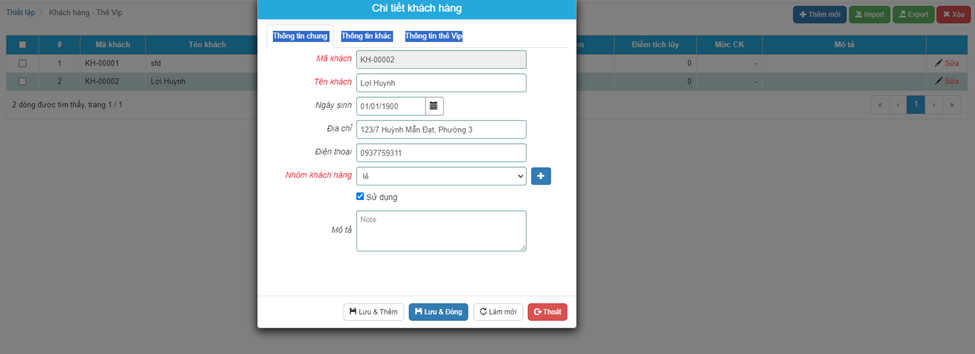 Thiết lập / Khách hàng - Thẻ Vip
Thêm mới Import Export Xóa
# Mã khách Tên khách Điểm tích lũy Mức CK Mô tả
1 KH-00001 sfd 0 - Sửa
2 KH-00002 Lợi Huynh 0 - Sửa
2 dòng được tìm thấy, trang 1 / 1
« ‹ 1 › »
Chi tiết khách hàng
Thông tin chung Thông tin khác Thông tin thẻ Vip
Mã khách KH-00002
Tên khách Lợi Huynh
Ngày sinh 01/01/1900
Địa chỉ 123/7 Huỳnh Mẫn Đạt, Phường 3
Điện thoại 0937759311
Nhóm khách hàng lẻ
Sử dụng
Mô tả Note
Lưu & Thêm Lưu & Đóng Làm mới Thoát